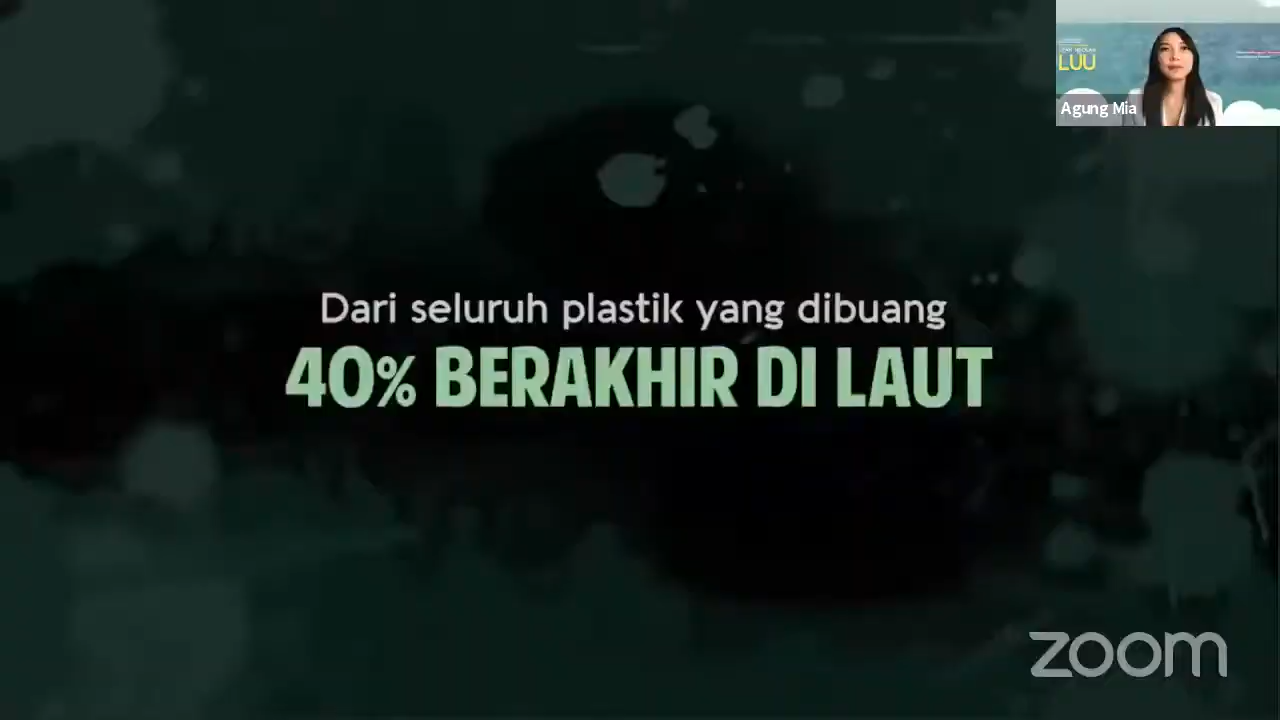 LUU
Agung Mia
Dari seluruh plastik yang dibuang
40% BERAKHIR DI LAUT
zoom